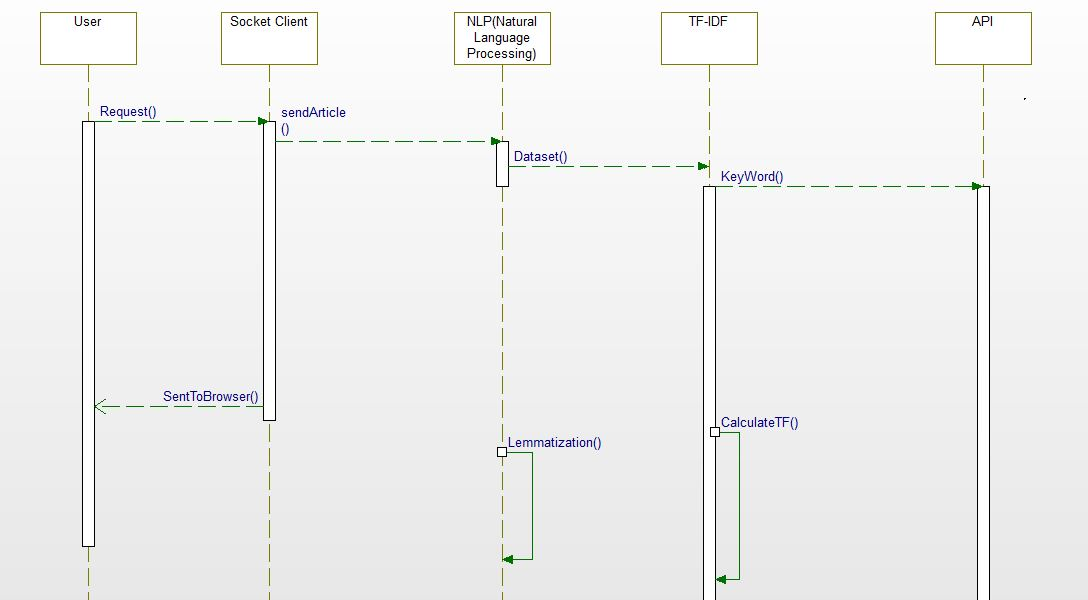 User
Socket Client
NLP(Natural
Language
Processing)
TF-IDF
API
Request()
sendArticle
()
Dataset()
KeyWord()
SentToBrowser()
CalculateTF()
Lemmatization()